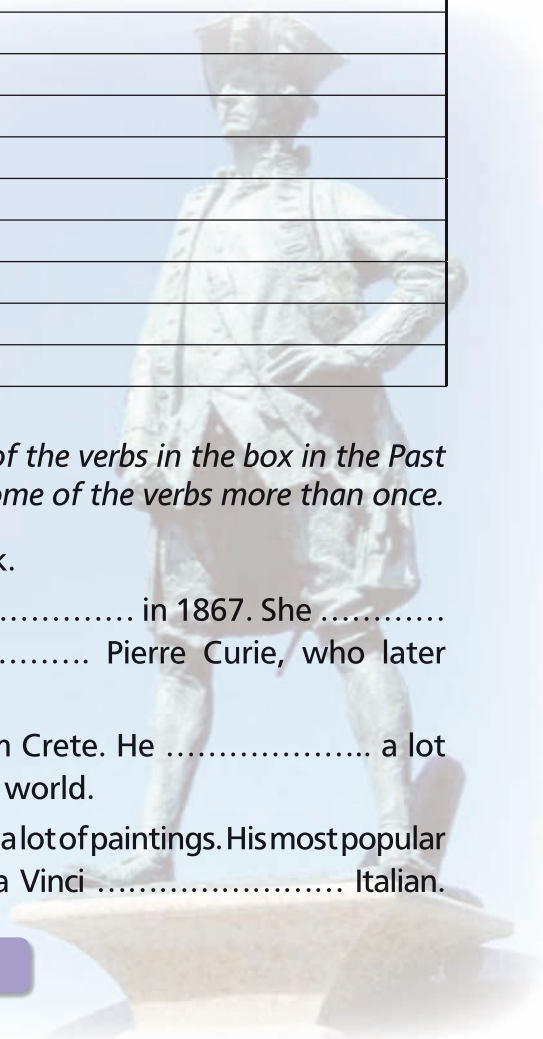 of the verbs in the box in the Past
ome of the verbs more than once.
k.
............. in 1867. She ............
.......... Pierre Curie, who later
m Crete. He .................... a lot
world.
a lot of paintings. His most popular
a Vinci ........................ Italian.